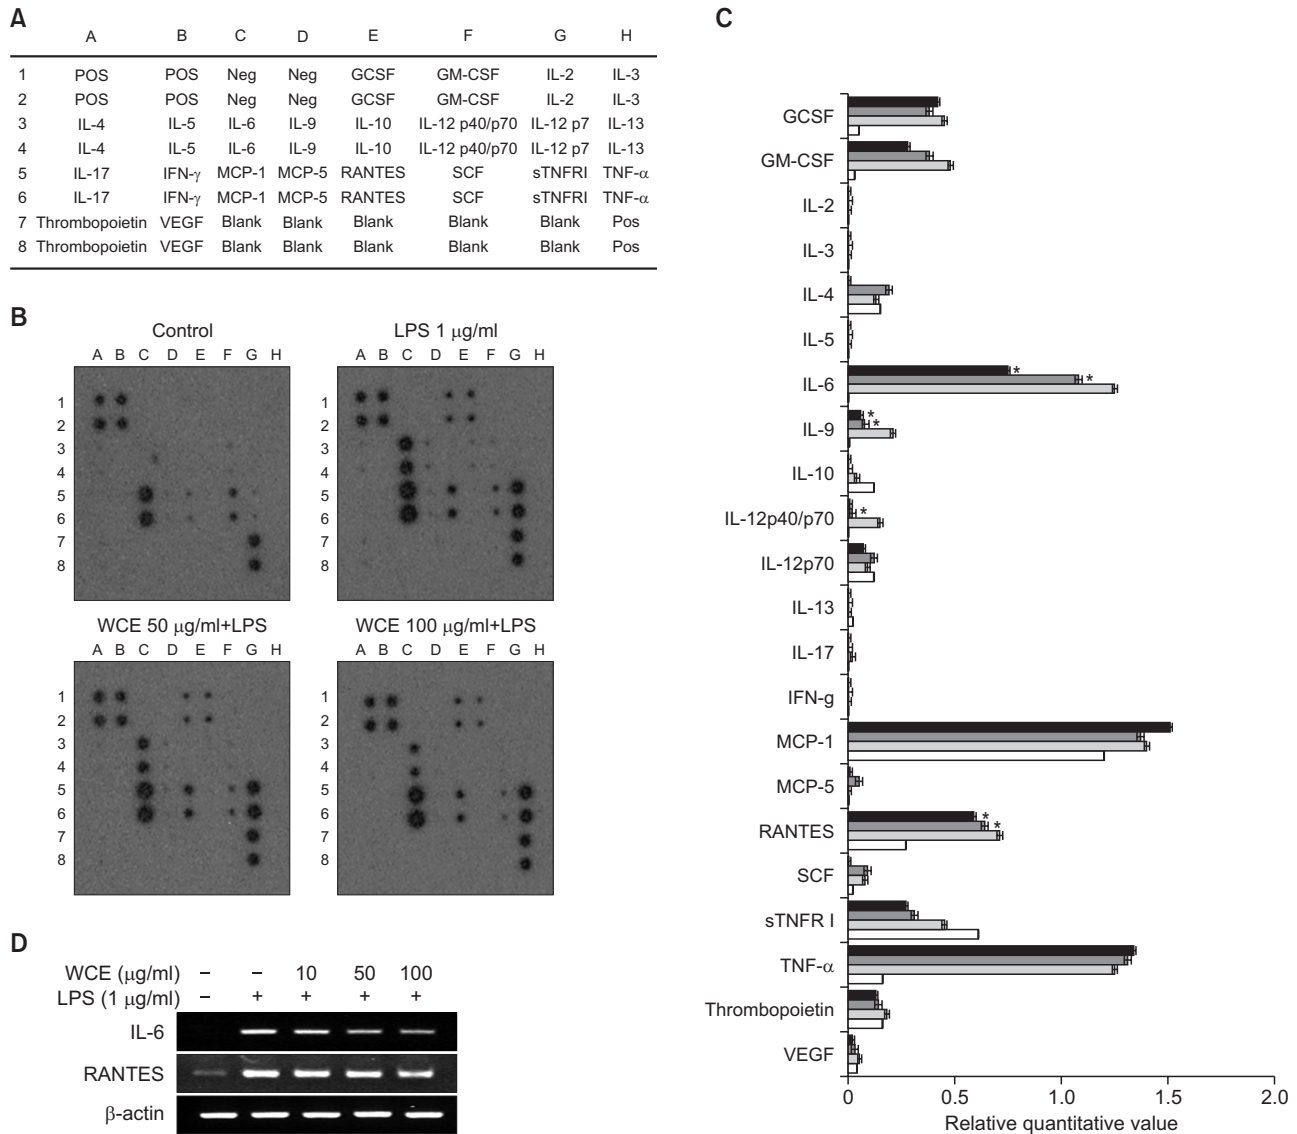 A
A B C D E F G H
1 POS POS Neg Neg GCSF GM-CSF IL-2 IL-3
2 POS POS Neg Neg GCSF GM-CSF IL-2 IL-3
3 IL-4 IL-5 IL-6 IL-9 IL-10 IL-12 p40/p70 IL-12 p7 IL-13
4 IL-4 IL-5 IL-6 IL-9 IL-10 IL-12 p40/p70 IL-12 p7 IL-13
5 IL-17 IFN-γ MCP-1 MCP-5 RANTES SCF sTNFRI TNF-α
6 IL-17 IFN-γ MCP-1 MCP-5 RANTES SCF sTNFRI TNF-α
7 Thrombopoietin VEGF Blank Blank Blank Blank Blank Pos
8 Thrombopoietin VEGF Blank Blank Blank Blank Blank Pos
B
Control
A B C D E F G H
1
2
3
4
5
6
7
8
LPS 1 μg/ml
A B C D E F G H
1
2
3
4
5
6
7
8
WCE 50 μg/ml+LPS
A B C D E F G H
1
2
3
4
5
6
7
8
WCE 100 μg/ml+LPS
A B C D E F G H
1
2
3
4
5
6
7
8
C
GCSF
GM-CSF
IL-2
IL-3
IL-4
IL-5
IL-6 * *
IL-9 * *
IL-10
IL-12p40/p70 *
IL-12p70
IL-13
IL-17
IFN-g
MCP-1
MCP-5
RANTES * *
SCF
sTNFR I
TNF-α
Thrombopoietin
VEGF
0 0.5 1.0 1.5 2.0
Relative quantitative value
D
WCE (μg/ml) − − 10 50 100
LPS (1 μg/ml) − + + + +
IL-6
RANTES
β-actin